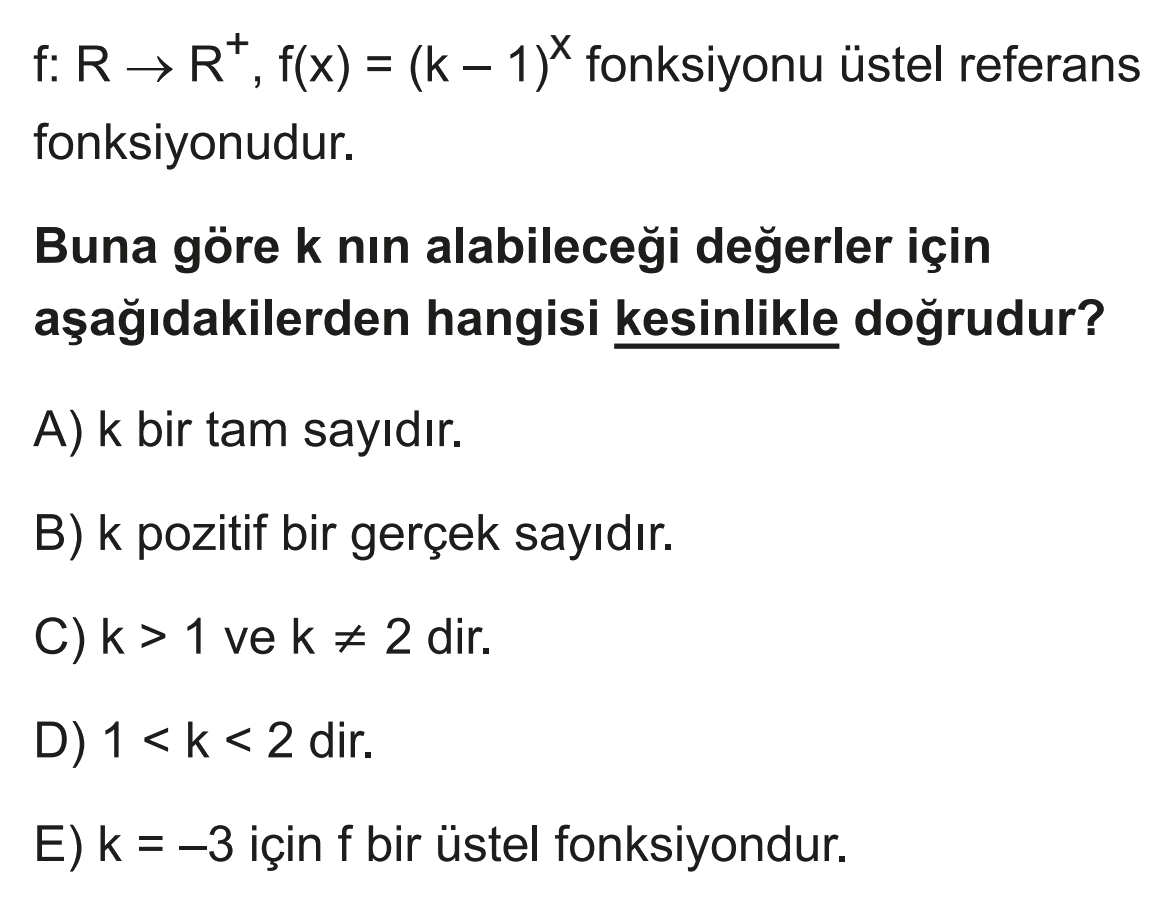 f: R → R⁺, f(x) = (k – 1)ˣ fonksiyonu üstel referans
fonksiyonudur.
Buna göre k nın alabileceği değerler için
aşağıdakilerden hangisi kesinlikle doğrudur?
A) k bir tam sayıdır.
B) k pozitif bir gerçek sayıdır.
C) k > 1 ve k ≠ 2 dir.
D) 1 < k < 2 dir.
E) k = –3 için f bir üstel fonksiyondur.